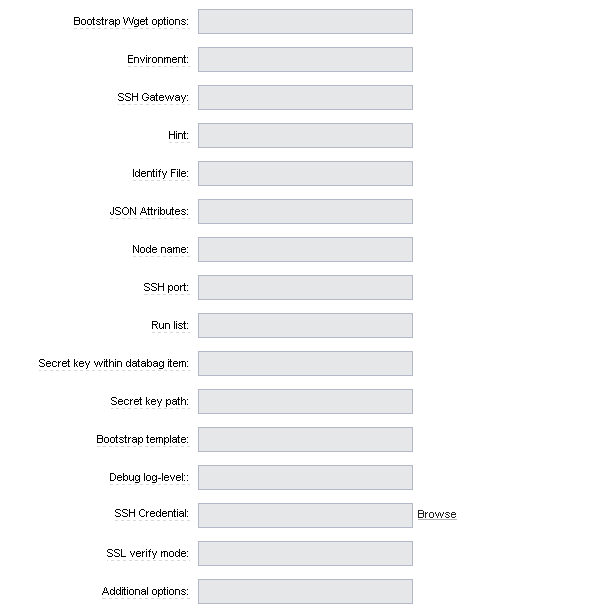 Bootstrap Wget options:
Environment:
SSH Gateway:
Hint:
Identify File:
JSON Attributes:
Node name:
SSH port:
Run list:
Secret key within databag item:
Secret key path:
Bootstrap template:
Debug log-level::
SSH Credential: Browse
SSL verify mode:
Additional options: